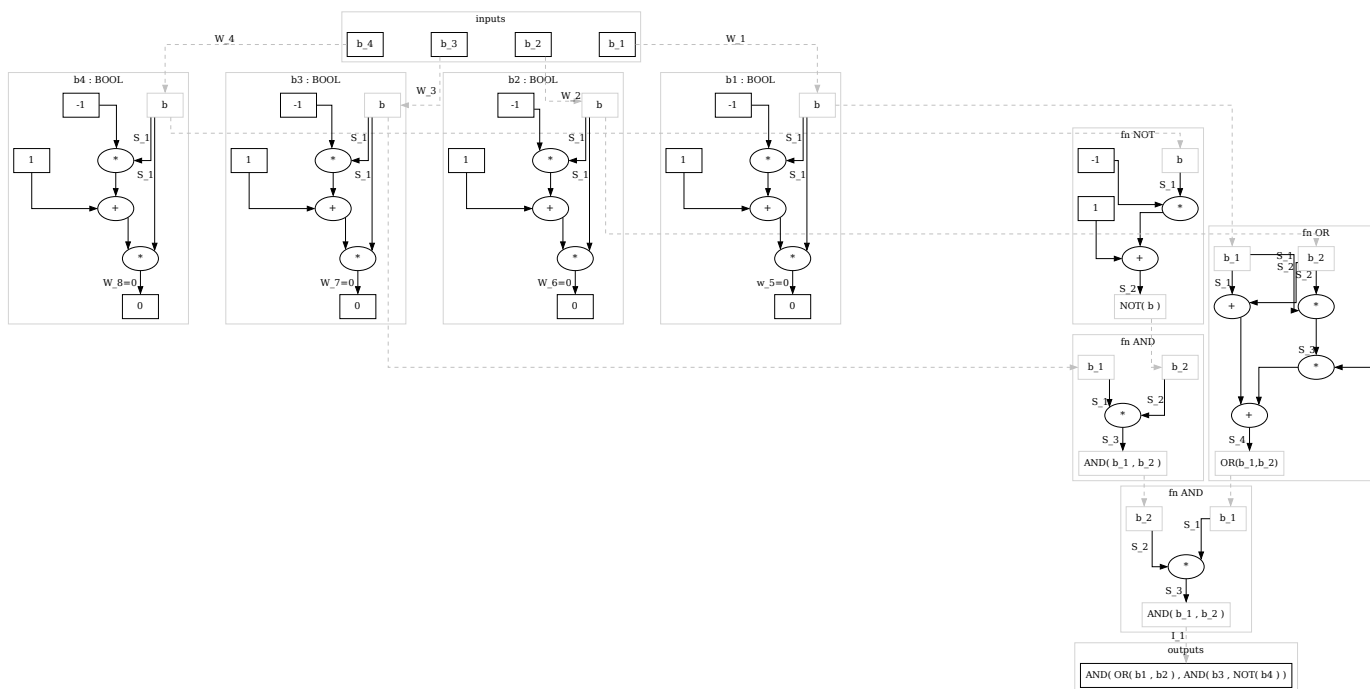 inputs
b_4
b_3
b_2
b_1
W_4
W_1
W_3
W_2
b4 : BOOL
-1
b
1
S_1
*
S_1
+
*
W_8=0
0
b3 : BOOL
-1
b
1
S_1
*
S_1
+
*
W_7=0
0
b2 : BOOL
-1
b
1
S_1
*
S_1
+
*
W_6=0
0
b1 : BOOL
-1
b
1
S_1
*
S_1
+
*
w_5=0
0
fn NOT
-1
b
S_1
1
*
+
S_2
NOT( b )
fn OR
b_1
b_2
S_1
S_2
S_1
S_2
+
*
S_3
*
+
S_4
OR(b_1,b_2)
fn AND
b_1
b_2
S_1
S_2
*
S_3
AND( b_1 , b_2 )
fn AND
b_2
b_1
S_1
S_2
*
S_3
AND( b_1 , b_2 )
I_1
outputs
AND( OR( b1 , b2 ) , AND( b3 , NOT( b4 ) ) )